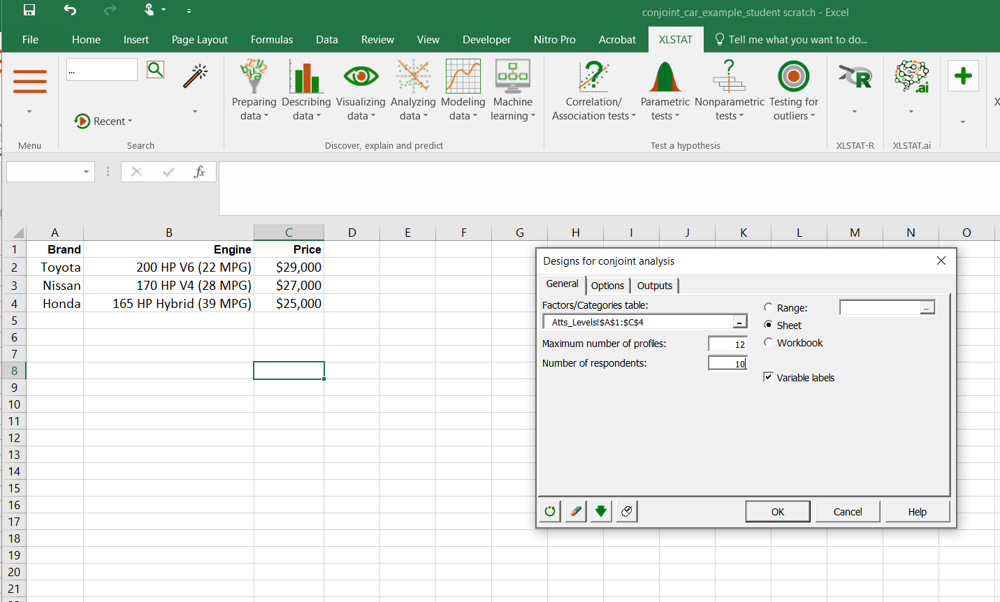 conjoint_car_example_student scratch - Excel
File Home Insert Page Layout Formulas Data Review View Developer Nitro Pro Acrobat XLSTAT Tell me what you want to do...
...
Recent
Preparing data
Describing data
Visualizing data
Analyzing data
Modeling data
Machine learning
Correlation/ Association tests
Parametric tests
Nonparametric tests
Testing for outliers
R
.ai
X
Menu Search Discover, explain and predict Test a hypothesis XLSTAT-R XLSTAT.ai
fx
A B C D E F G H I J K L M N O
1 Brand Engine Price
2 Toyota 200 HP V6 (22 MPG) $29,000
3 Nissan 170 HP V4 (28 MPG) $27,000
4 Honda 165 HP Hybrid (39 MPG) $25,000
5
6
7
8
9
10
11
12
13
14
15
16
17
18
19
20
21
Designs for conjoint analysis
General Options Outputs
Factors/Categories table:
Atts_Levels!$A$1:$C$4
Maximum number of profiles: 12
Number of respondents: 10
Range:
Sheet
Workbook
Variable labels
OK Cancel Help